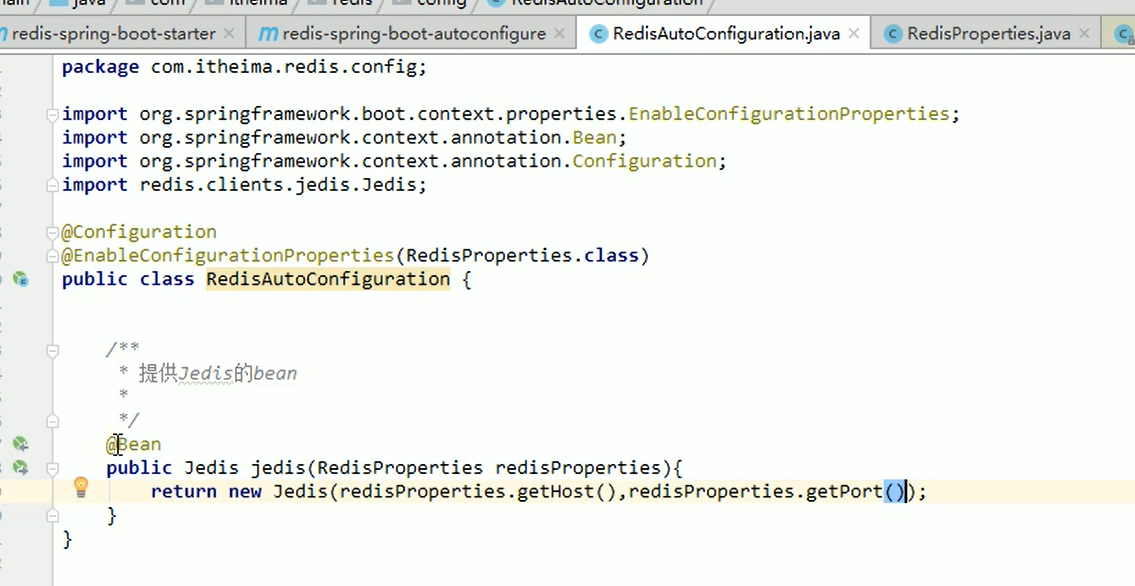 java
com
itheima
redis
config
RedisAutoConfiguration
redis-spring-boot-starter
redis-spring-boot-autoconfigure
RedisAutoConfiguration.java
RedisProperties.java
package com.itheima.redis.config;
import org.springframework.boot.context.properties.EnableConfigurationProperties;
import org.springframework.context.annotation.Bean;
import org.springframework.context.annotation.Configuration;
import redis.clients.jedis.Jedis;
@Configuration
@EnableConfigurationProperties(RedisProperties.class)
public class RedisAutoConfiguration {
/**
* 提供Jedis的bean
*
*/
@Bean
public Jedis jedis(RedisProperties redisProperties){
return new Jedis(redisProperties.getHost(),redisProperties.getPort());
}
}